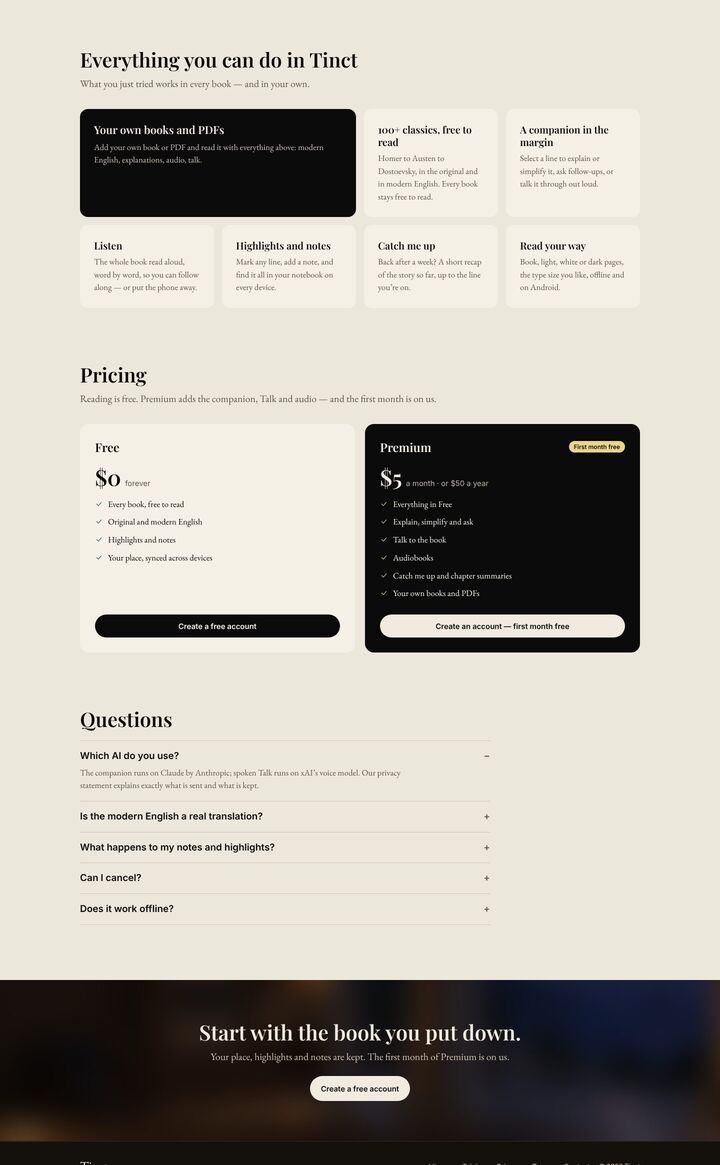 Everything you can do in Tinct
What you just tried works in every book — and in your own.
Your own books and PDFs
Add your own book or PDF and read it with everything above: modern
English, explanations, audio, talk.
100+ classics, free to
read
Homer to Austen to
Dostoevsky, in the original and
in modern English. Every book
stays free to read.
A companion in the
margin
Select a line to explain or
simplify it, ask follow-ups, or
talk it through out loud.
Listen
The whole book read aloud,
word by word, so you can follow
along — or put the phone away.
Highlights and notes
Mark any line, add a note, and
find it all in your notebook on
every device.
Catch me up
Back after a week? A short recap
of the story so far, up to the line
you're on.
Read your way
Book, light, white or dark pages,
the type size you like, offline and
on Android.
Pricing
Reading is free. Premium adds the companion, Talk and audio — and the first month is on us.
Free
$0 forever
✓ Every book, free to read
✓ Original and modern English
✓ Highlights and notes
✓ Your place, synced across devices
Create a free account
Premium
First month free
$5 a month · or $50 a year
✓ Everything in Free
✓ Explain, simplify and ask
✓ Talk to the book
✓ Audiobooks
✓ Catch me up and chapter summaries
✓ Your own books and PDFs
Create an account — first month free
Questions
Which AI do you use? −
The companion runs on Claude by Anthropic; spoken Talk runs on xAI's voice model. Our privacy
statement explains exactly what is sent and what is kept.
Is the modern English a real translation? +
What happens to my notes and highlights? +
Can I cancel? +
Does it work offline? +
Start with the book you put down.
Your place, highlights and notes are kept. The first month of Premium is on us.
Create a free account